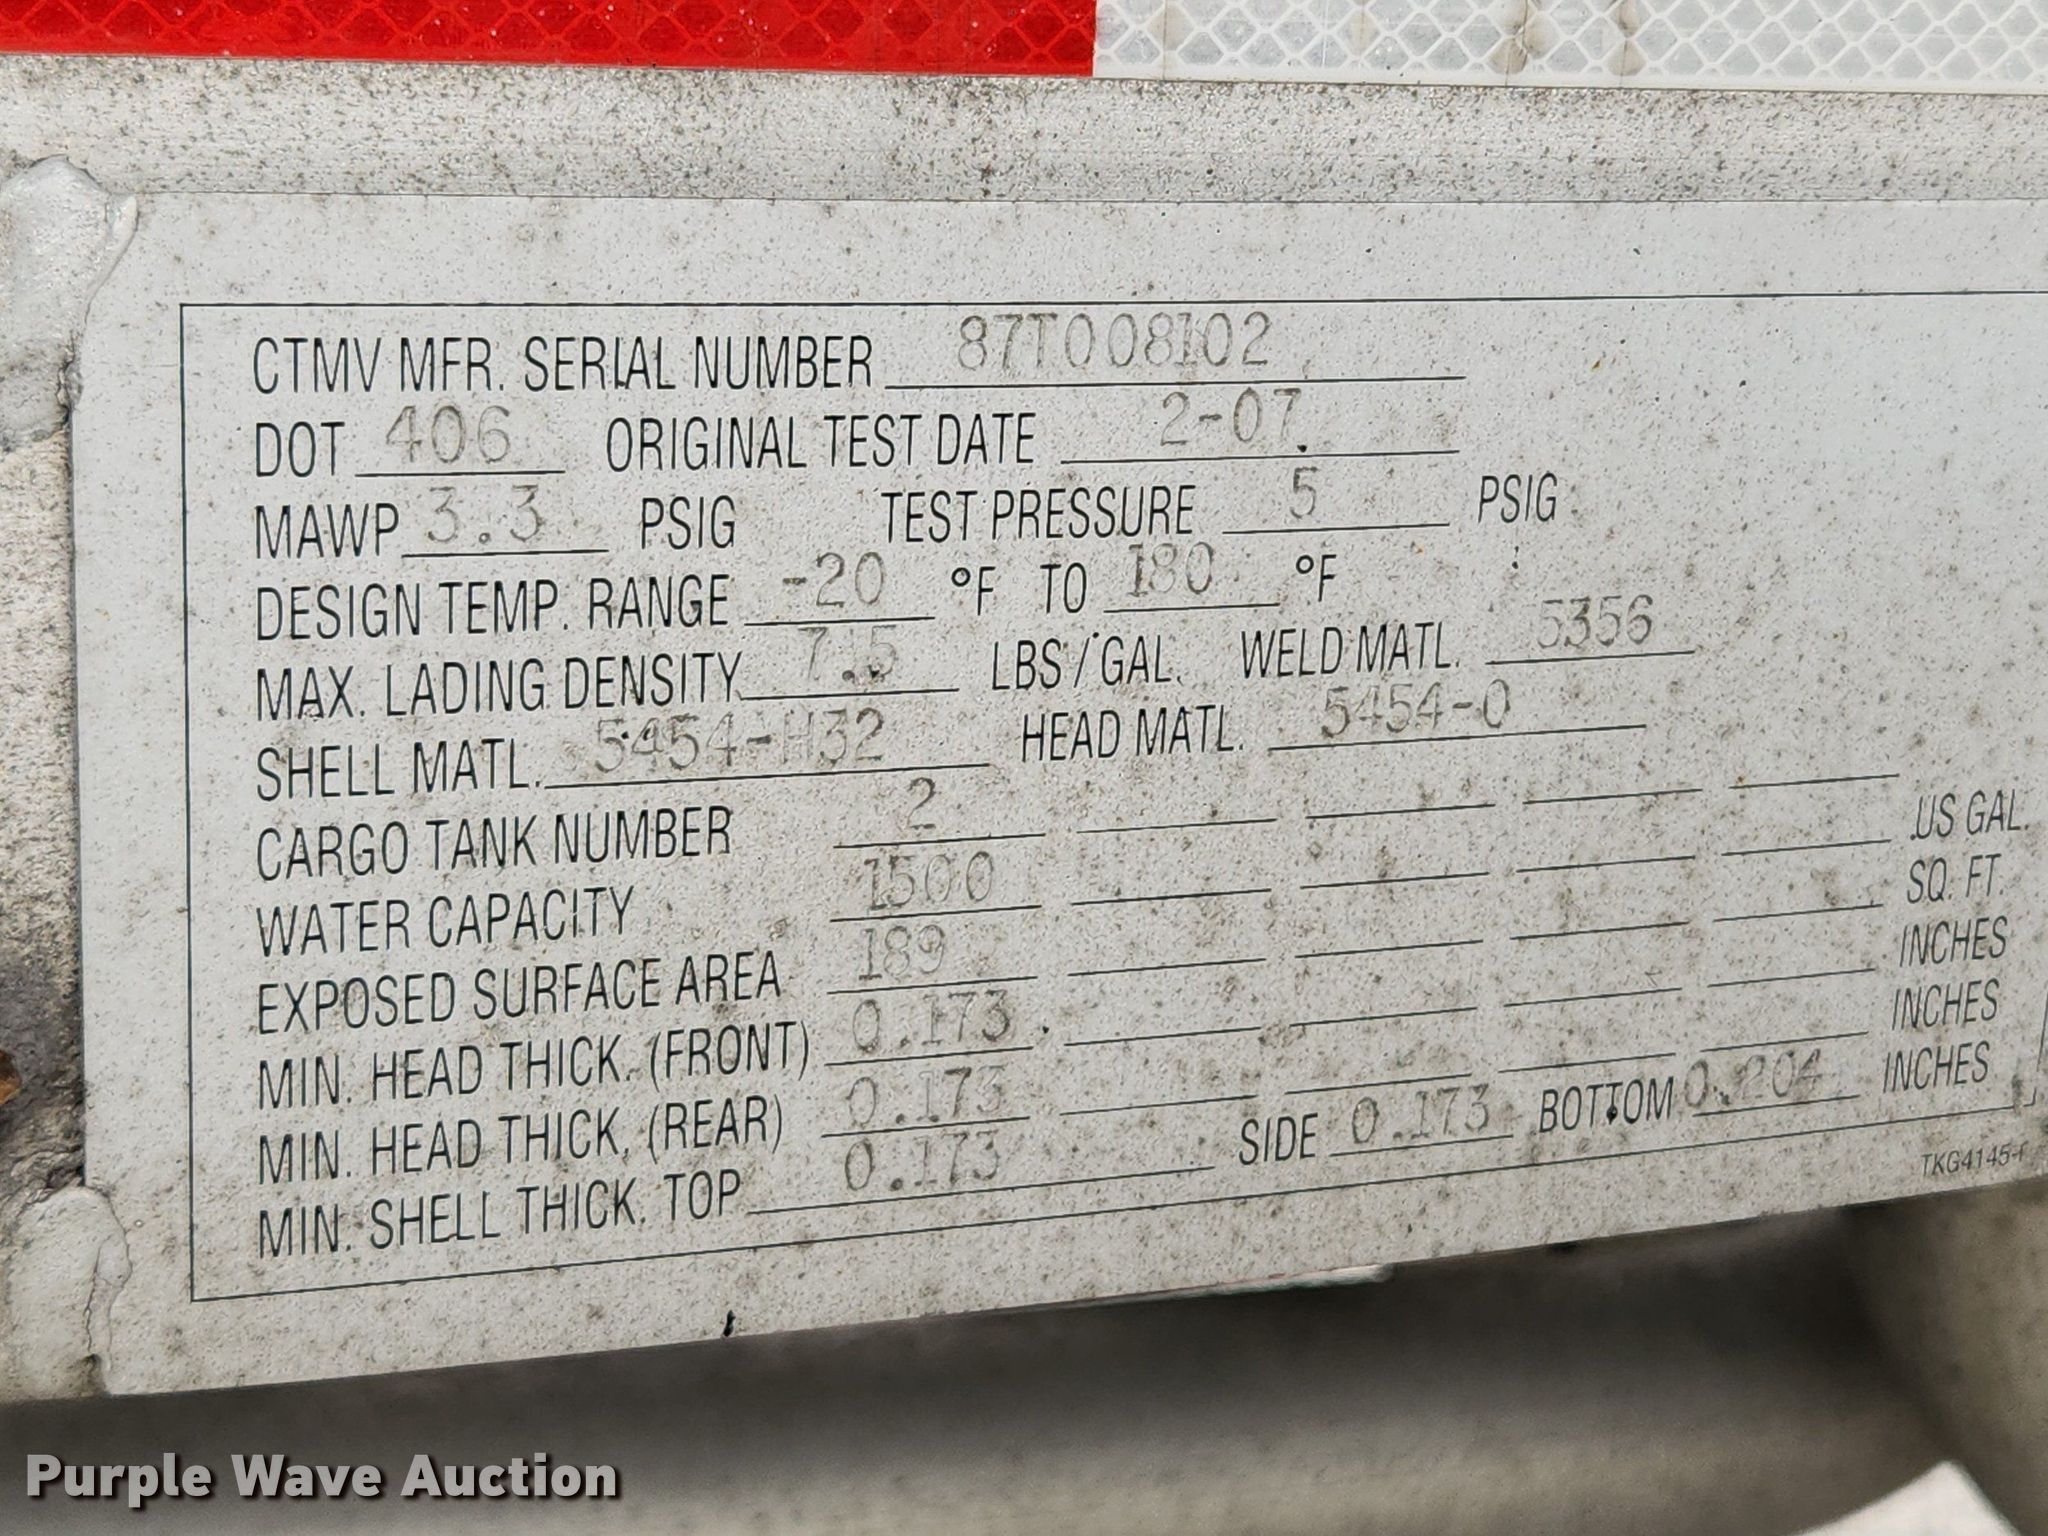 CTMV MFR. SERIAL NUMBER 87T008102
DOT 406 ORIGINAL TEST DATE 2-07
MAWP 3.3 PSIG TEST PRESSURE 5 PSIG
DESIGN TEMP. RANGE -20 °F TO 180 °F
MAX. LADING DENSITY 7.5 LBS/GAL. WELD MATL. 5356
SHELL MATL. 5454-H32 HEAD MATL. 5454-0
CARGO TANK NUMBER 2
WATER CAPACITY 1500 US GAL.
EXPOSED SURFACE AREA 189 SQ. FT.
MIN. HEAD THICK. (FRONT) 0.173 INCHES
MIN. HEAD THICK. (REAR) 0.173 INCHES
MIN. SHELL THICK. TOP 0.173 SIDE 0.173 BOTTOM 0.204 INCHES
Purple Wave Auction